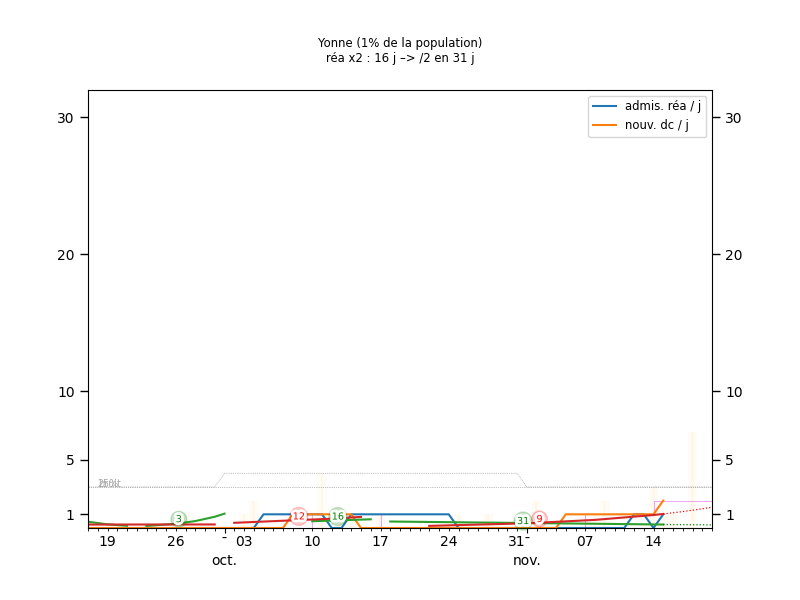 Yonne (1% de la population)
réa x2 : 16 j –> /2 en 31 j
admis. réa / j
nouv. dc / j
30 30
20 20
10 10
5 5
1 1
3 12 16 31 9
19 26 - 03 10 17 24 31 - 07 14
oct. nov.